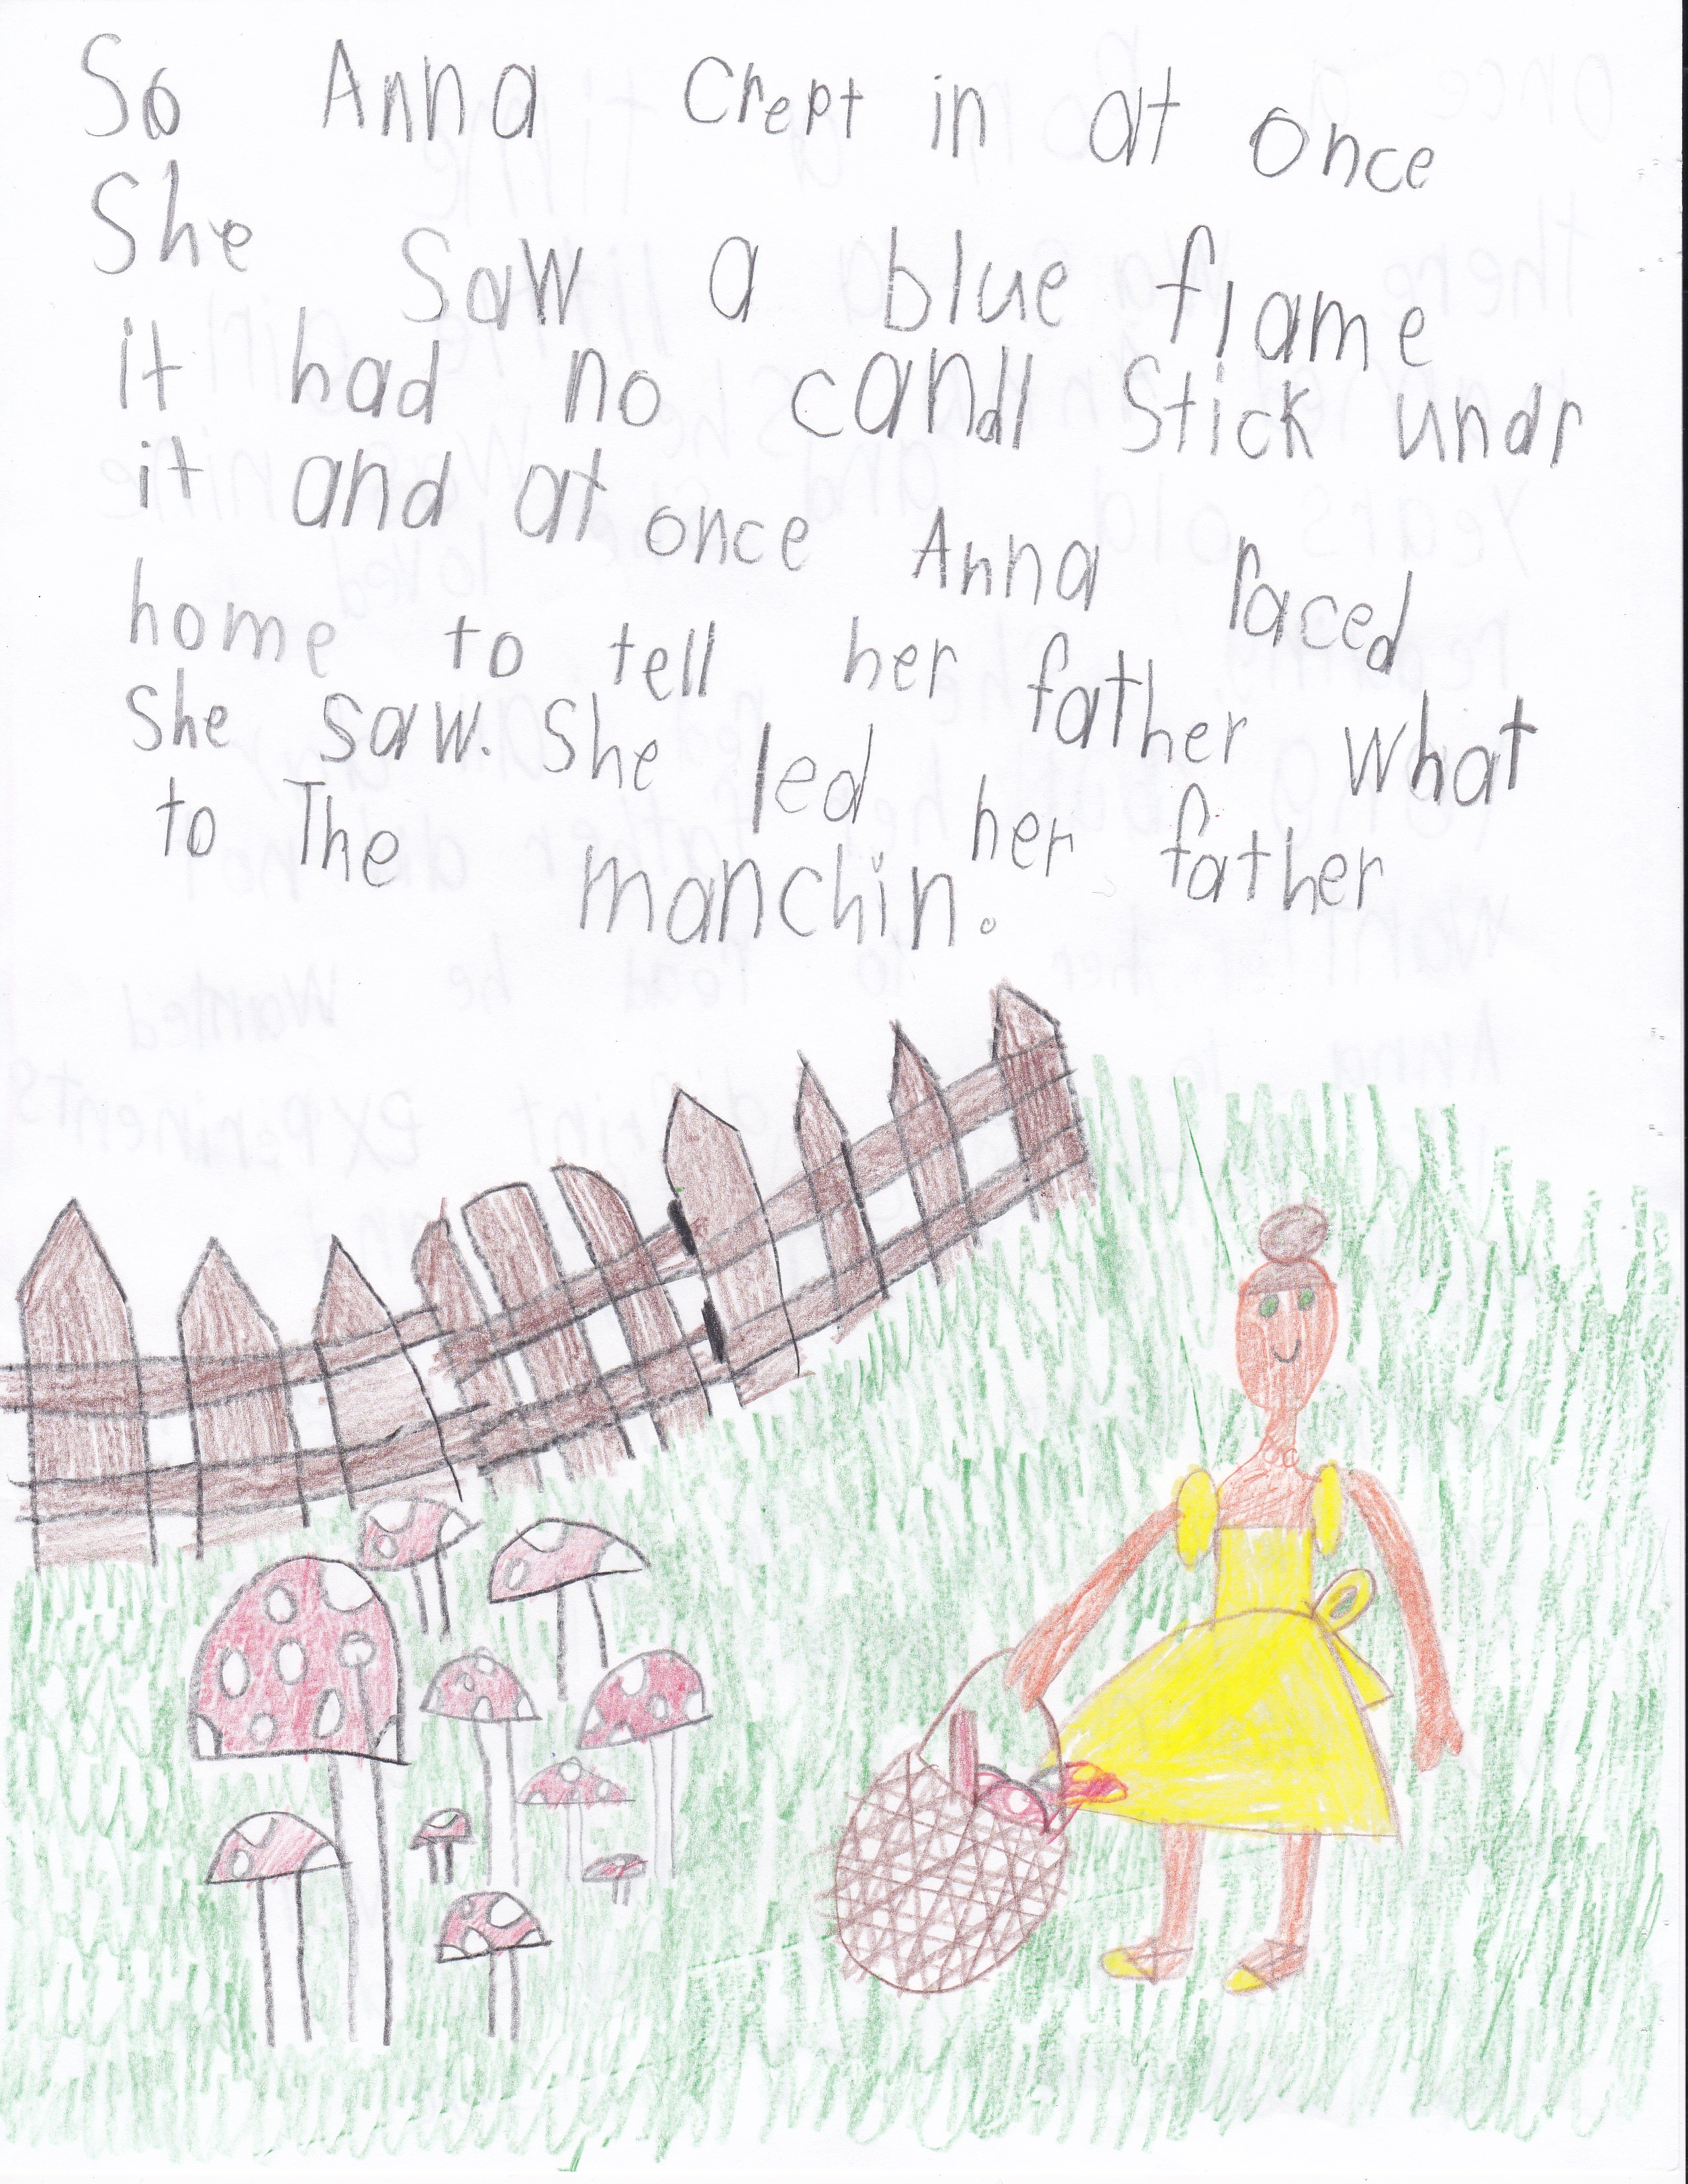 So Anna Crept in at once
She Saw a blue flame
it had no candl Stick undr
it and at once Anna raced
home to tell her father what
She saw. She led her father
to The manchin.